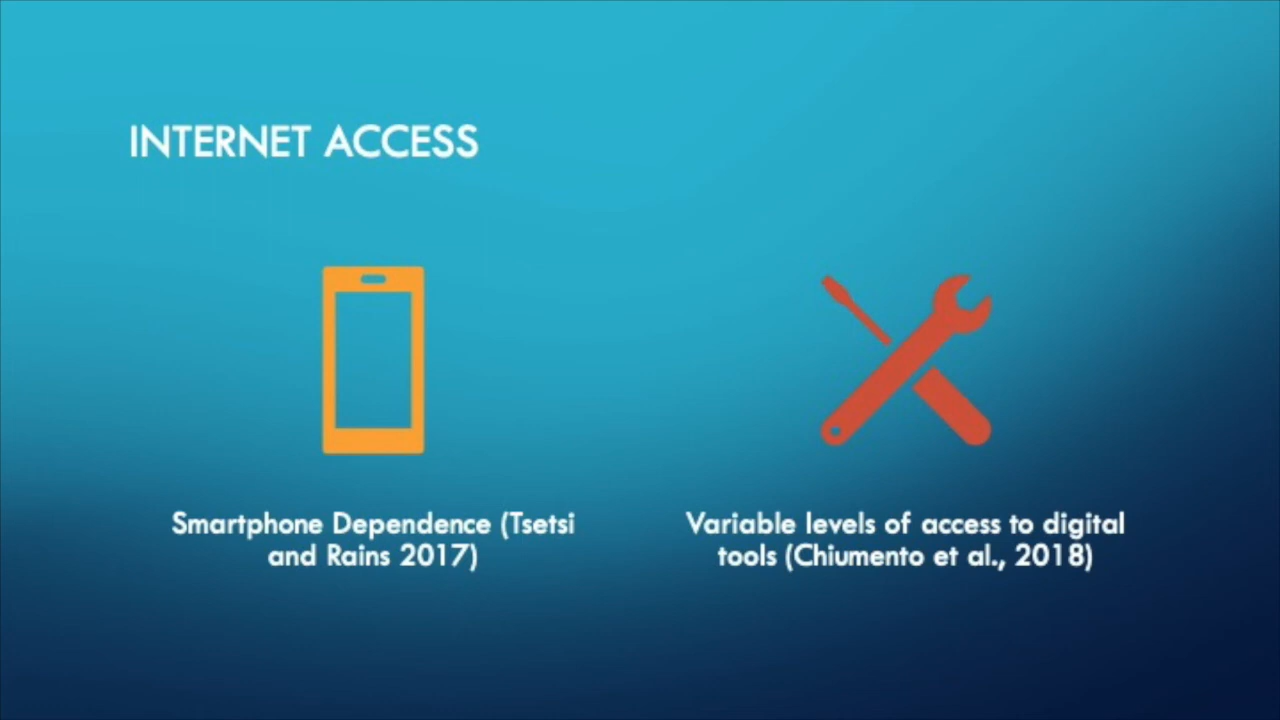 INTERNET ACCESS
Smartphone Dependence (Tsetsi
and Rains 2017)
Variable levels of access to digital
tools (Chiumento et al., 2018)